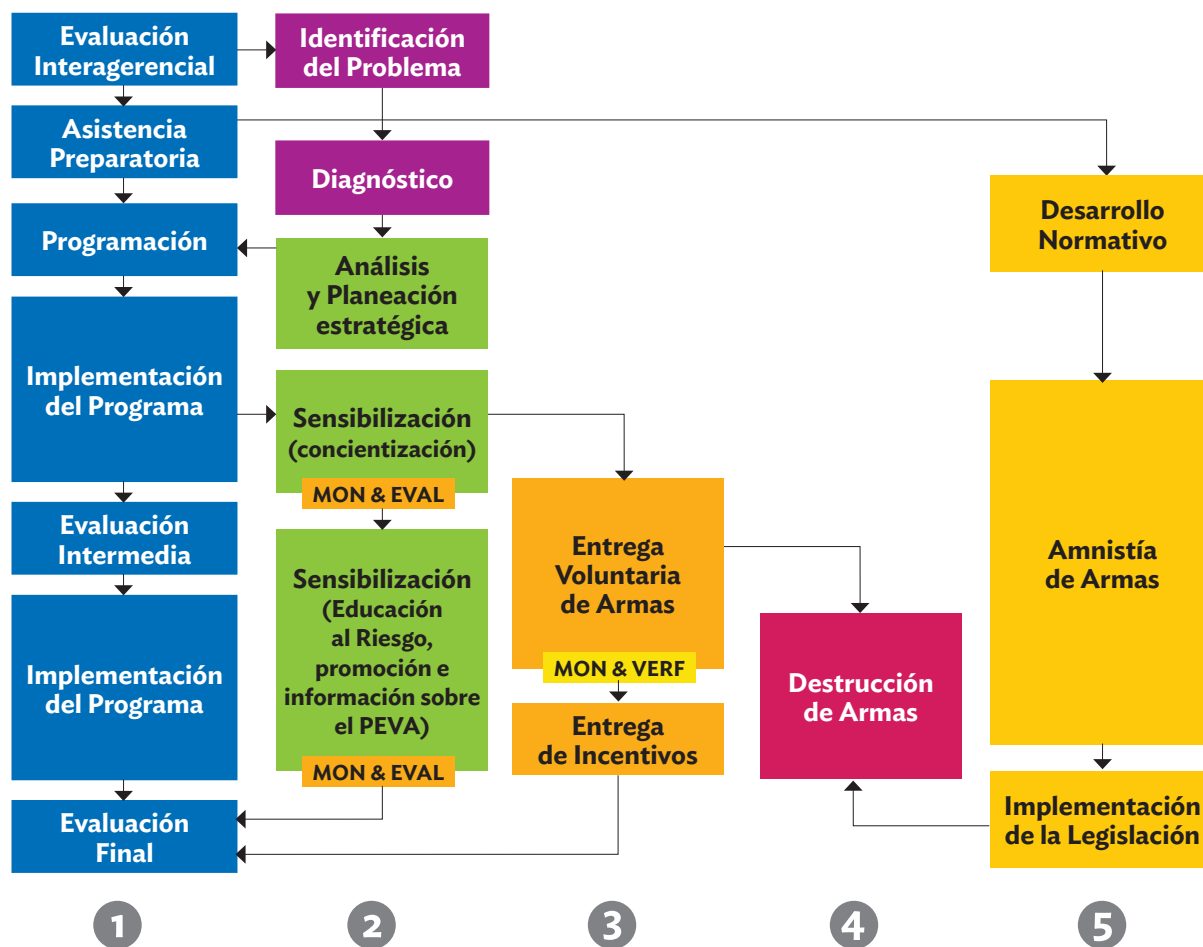 Evaluación
Interagerencial
Asistencia
Preparatoria
Programación
Implementación
del Programa
Evaluación
Intermedia
Implementación
del Programa
Evaluación
Final
1
Identificación
del Problema
Diagnóstico
Análisis
y Planeación
estratégica
Sensibilización
(concientización)
MON & EVAL
Sensibilización
(Educación
al Riesgo,
promoción e
información sobre
el PEVA)
MON & EVAL
2
Entrega
Voluntaria
de Armas
MON & VERF
Entrega
de Incentivos
3
Destrucción
de Armas
4
Desarrollo
Normativo
Amnistía
de Armas
Implementación
de la Legislación
5